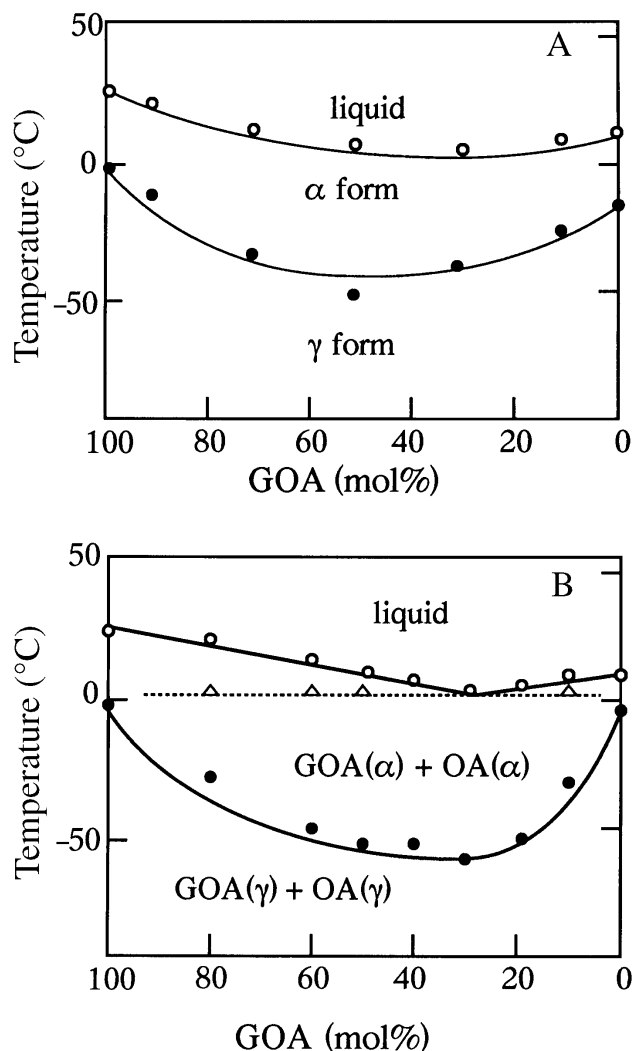 50
A
liquid
0
α form
Temperature (°C)
−50
γ form
100 80 60 40 20 0
GOA (mol%)
50
B
liquid
0
GOA(α) + OA(α)
Temperature (°C)
−50
GOA(γ) + OA(γ)
100 80 60 40 20 0
GOA (mol%)